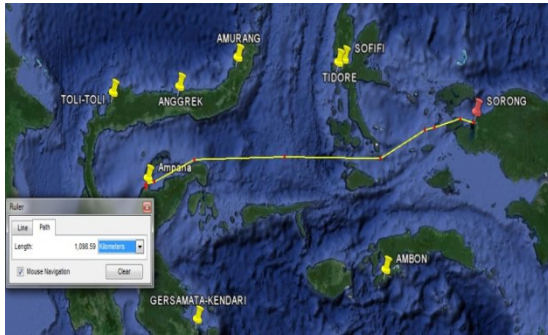 AMURANG
SOFIFI
TIDORE
TOLI-TOLI
ANGGREK
SORONG
Ampana
Ruler
Line Path
Length: 1,098.59 Kilometers
Mouse Navigation Clear
AMBON
GERSAMATA-KENDARI